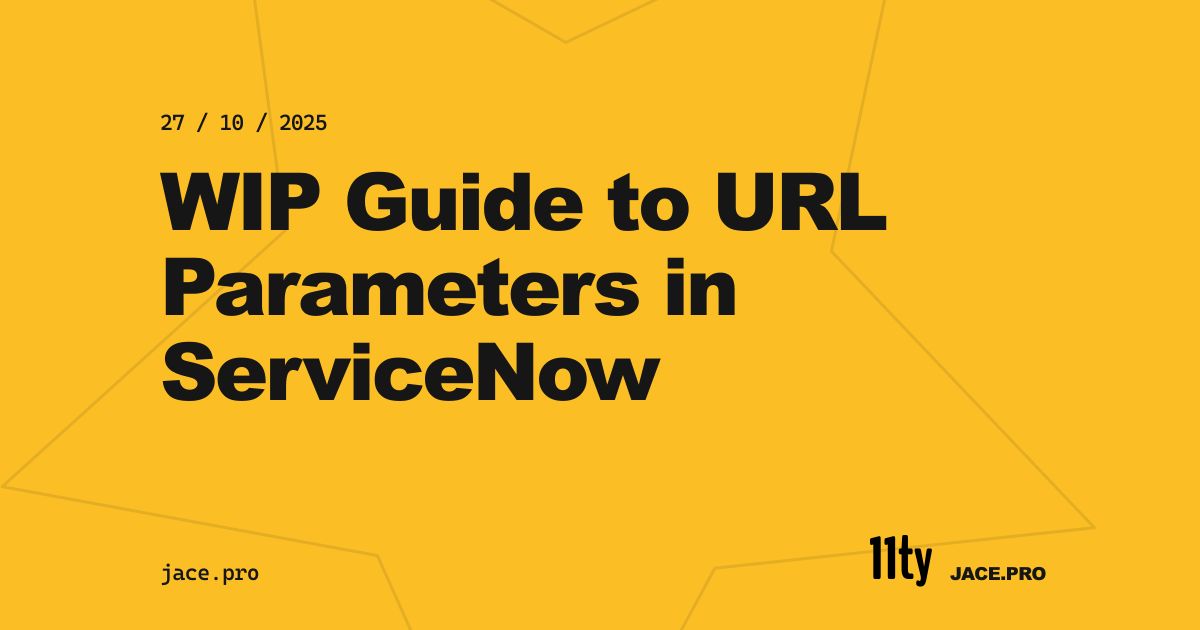 27 / 10 / 2025
WIP Guide to URL
Parameters in
ServiceNow
jace.pro
11ty
JACE.PRO